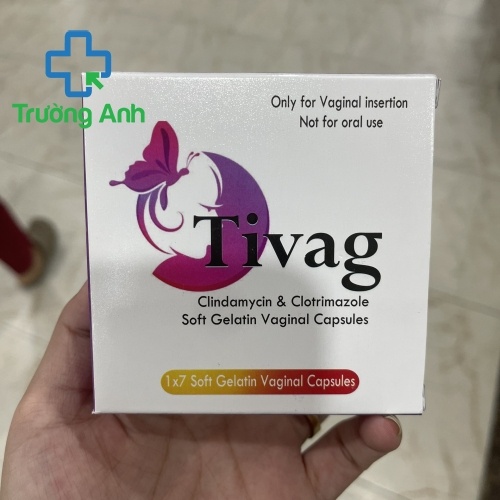 Trường Anh
Only for Vaginal insertion
Not for oral use
Tivag
Clindamycin & Clotrimazole
Soft Gelatin Vaginal Capsules
1x7 Soft Gelatin Vaginal Capsules